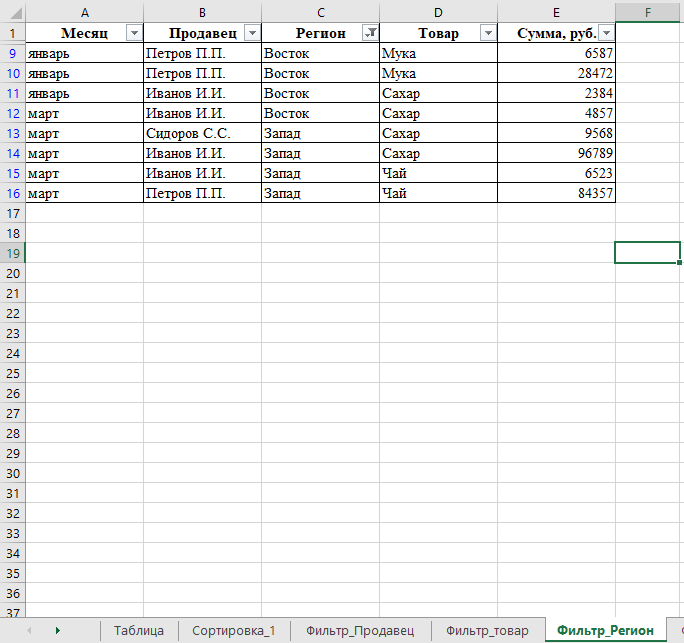 A B C D E F
1 Месяц Продавец Регион Товар Сумма, руб.
9 январь Петров П.П. Восток Мука 6587
10 январь Петров П.П. Восток Мука 28472
11 январь Иванов И.И. Восток Сахар 2384
12 март Иванов И.И. Восток Сахар 4857
13 март Сидоров С.С. Запад Сахар 9568
14 март Иванов И.И. Запад Сахар 96789
15 март Иванов И.И. Запад Чай 6523
16 март Петров П.П. Запад Чай 84357
17
18
19
20
21
22
23
24
25
26
27
28
29
30
31
32
33
34
35
36
37
Таблица Сортировка_1 Фильтр_Продавец Фильтр_товар Фильтр_Регион